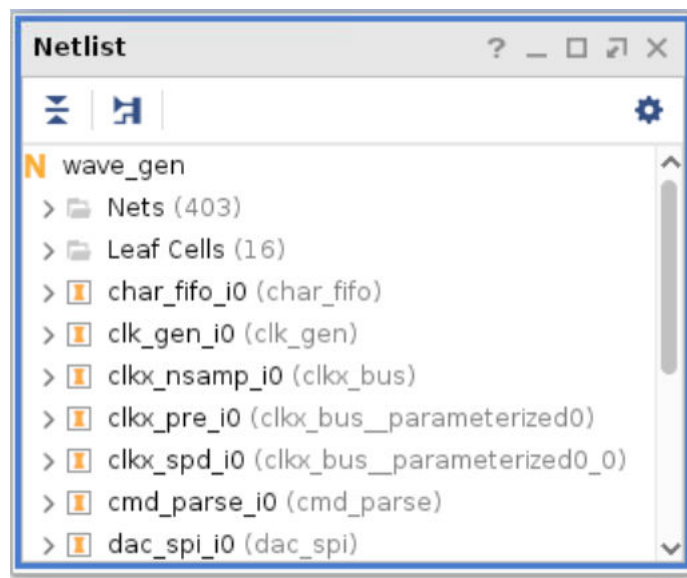 Netlist
wave_gen
Nets (403)
Leaf Cells (16)
char_fifo_i0 (char_fifo)
clk_gen_i0 (clk_gen)
clkx_nsamp_i0 (clkx_bus)
clkx_pre_i0 (clkx_bus__parameterized0)
clkx_spd_i0 (clkx_bus__parameterized0_0)
cmd_parse_i0 (cmd_parse)
dac_spi_i0 (dac_spi)